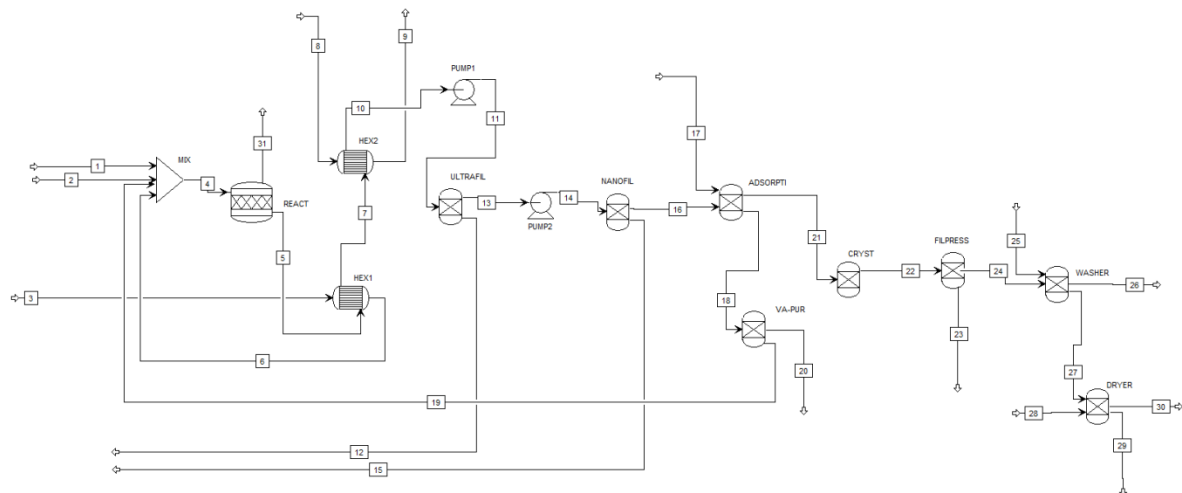 8
9
PUMP1
10
11
17
31
HEX2
1
MIX
2
4
ULTRAFIL
NANOFIL
ADSORPTI
REACT
7
13
14
16
PUMP2
21
25
CRYST
FILPRESS
5
22
24
WASHER
HEX1
26
3
18
VA-PUR
23
6
20
27
DRYER
19
28
30
12
29
15